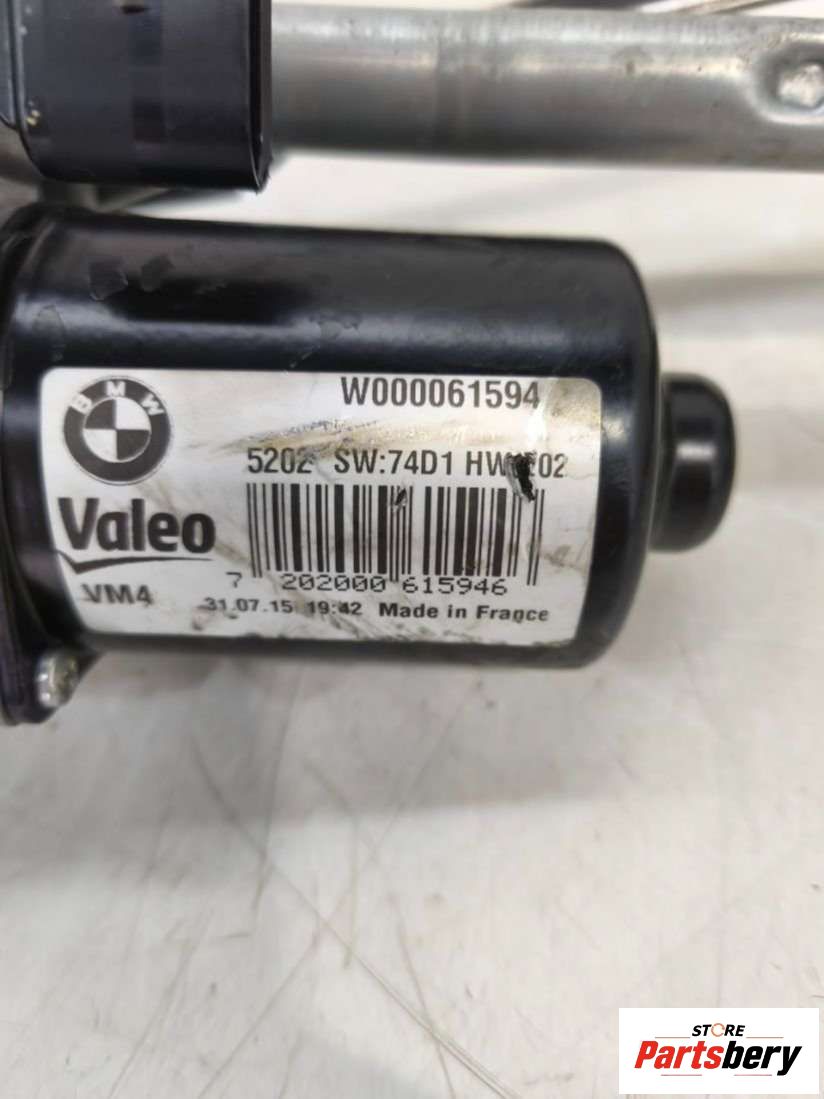 BMW
W000061594
5202 SW:74D1 HW
Valeo
7 202000 615946
VM4
31.07.15 19:42 Made in France
STORE
Partsbery